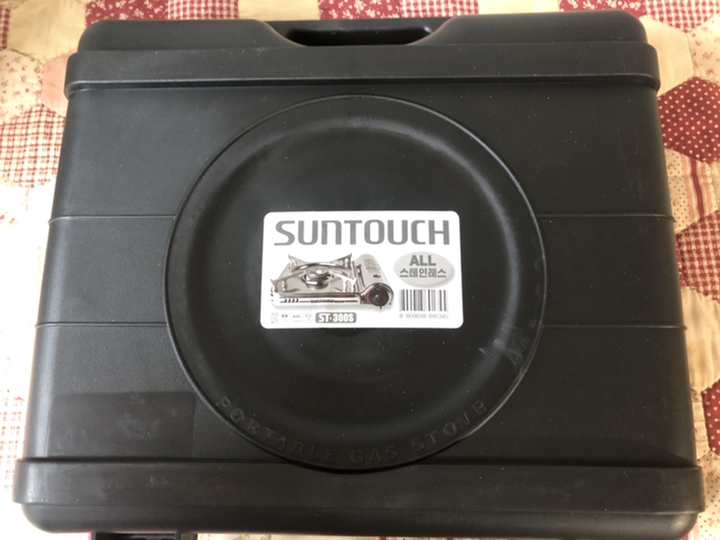 SUNTOUCH
ALL
스테인레스
ST-300S
PORTABLE GAS STOVE